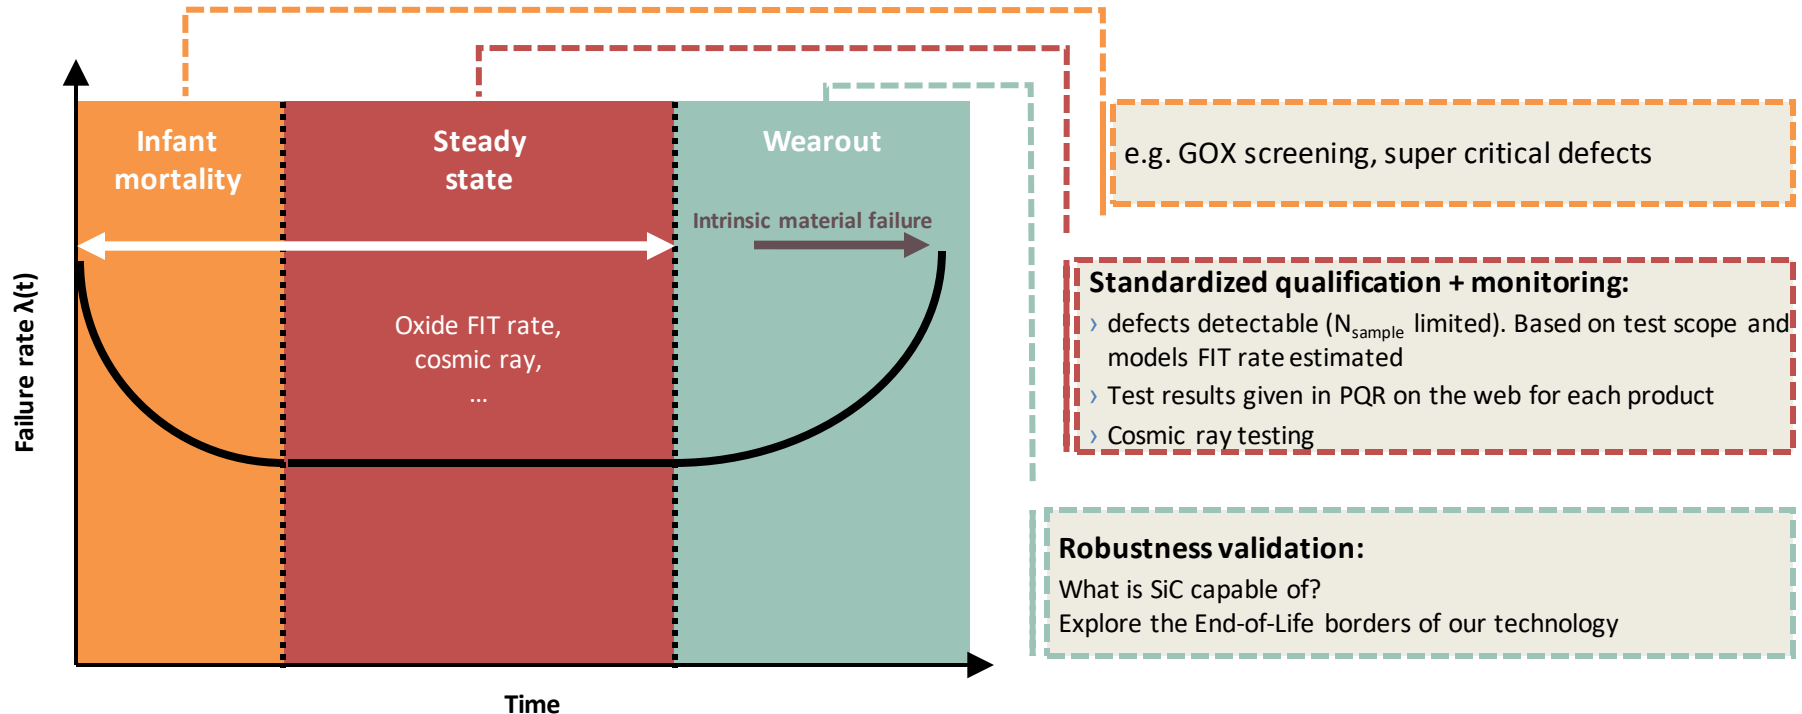 Infant
mortality
Steady
state
Wearout
Intrinsic material failure
Oxide FIT rate,
cosmic ray,
...
Failure rate λ(t)
Time
e.g. GOX screening, super critical defects
Standardized qualification + monitoring:
› defects detectable (Nsample limited). Based on test scope and
models FIT rate estimated
› Test results given in PQR on the web for each product
› Cosmic ray testing
Robustness validation:
What is SiC capable of?
Explore the End-of-Life borders of our technology